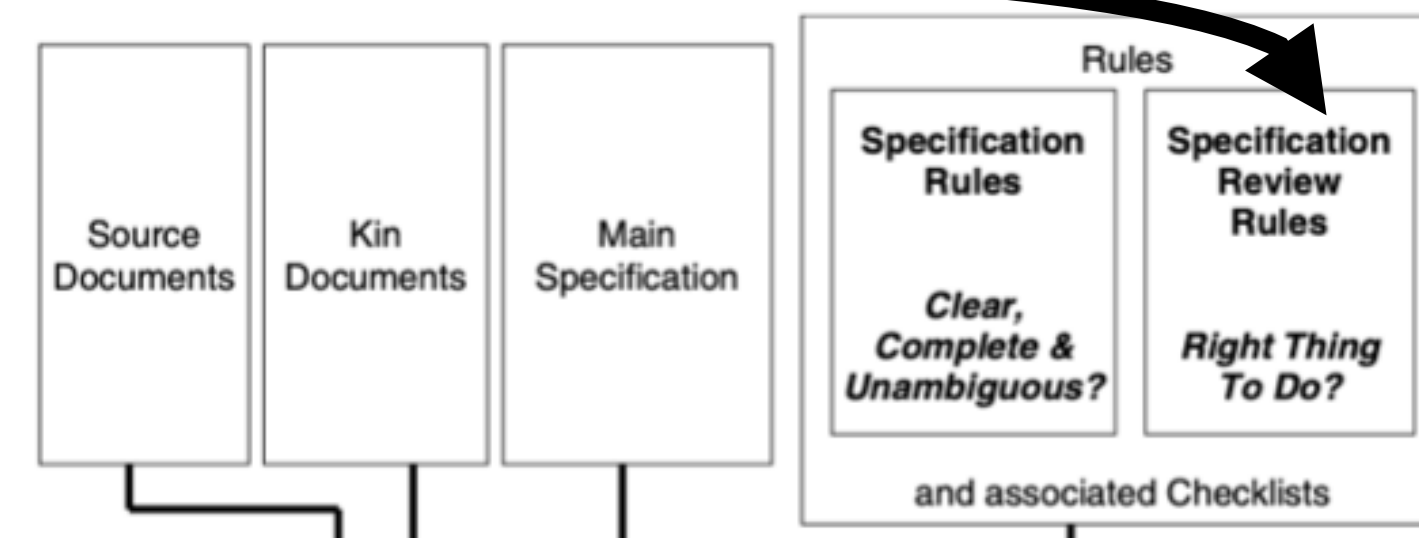 Source
Documents
Kin
Documents
Main
Specification
Rules
Specification
Rules
Clear,
Complete &
Unambiguous?
Specification
Review
Rules
Right Thing
To Do?
and associated Checklists